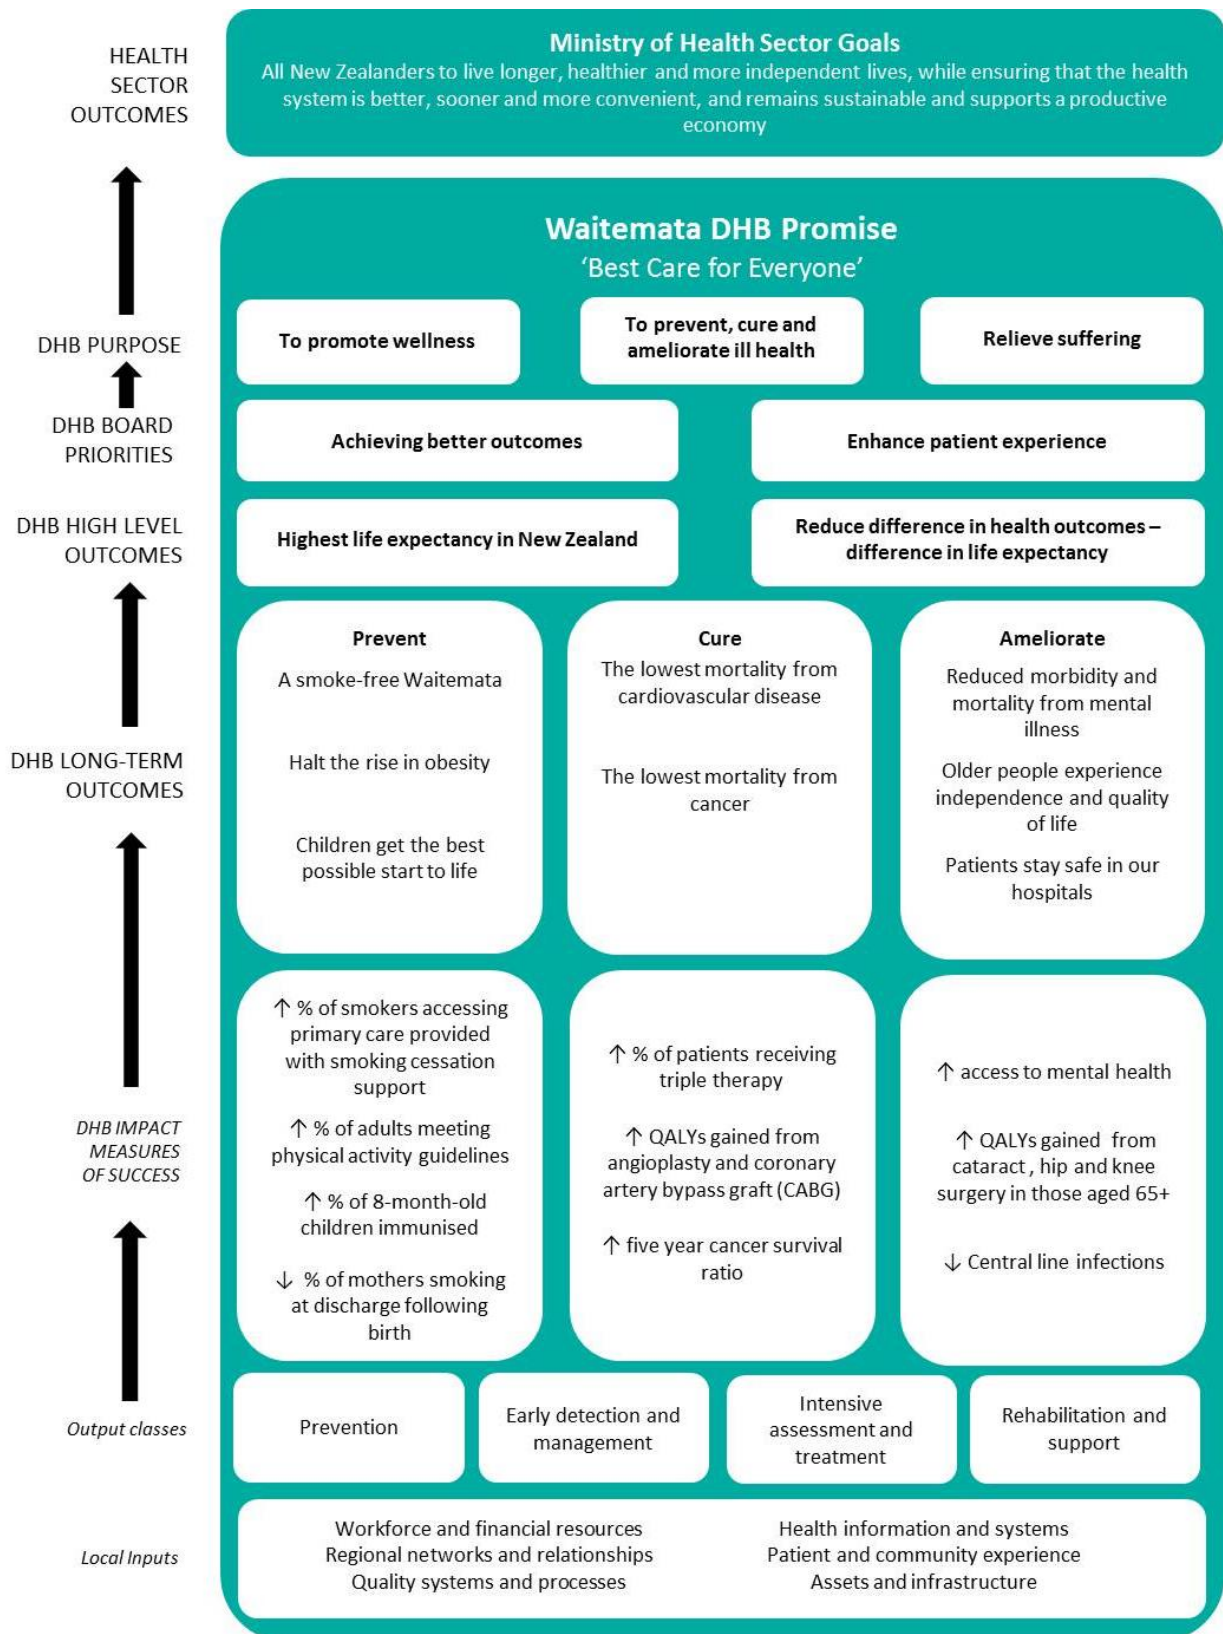 HEALTH
SECTOR
OUTCOMES
Ministry of Health Sector Goals
All New Zealanders to live longer, healthier and more independent lives, while ensuring that the health
system is better, sooner and more convenient, and remains sustainable and supports a productive
economy
Waitemata DHB Promise
‘Best Care for Everyone’
DHB PURPOSE
To promote wellness
To prevent, cure and
ameliorate ill health
Relieve suffering
DHB BOARD
PRIORITIES
Achieving better outcomes
Enhance patient experience
DHB HIGH LEVEL
OUTCOMES
Highest life expectancy in New Zealand
Reduce difference in health outcomes –
difference in life expectancy
DHB LONG-TERM
OUTCOMES
Prevent
A smoke-free Waitemata
Halt the rise in obesity
Children get the best
possible start to life
Cure
The lowest mortality from
cardiovascular disease
The lowest mortality from
cancer
Ameliorate
Reduced morbidity and
mortality from mental
illness
Older people experience
independence and quality
of life
Patients stay safe in our
hospitals
DHB IMPACT
MEASURES
OF SUCCESS
↑ % of smokers accessing
primary care provided
with smoking cessation
support
↑ % of adults meeting
physical activity guidelines
↑ % of 8-month-old
children immunised
↓ % of mothers smoking
at discharge following
birth
↑ % of patients receiving
triple therapy
↑ QALYs gained from
angioplasty and coronary
artery bypass graft (CABG)
↑ five year cancer survival
ratio
↑ access to mental health
↑ QALYs gained from
cataract , hip and knee
surgery in those aged 65+
↓ Central line infections
Output classes
Prevention
Early detection and
management
Intensive
assessment and
treatment
Rehabilitation and
support
Local Inputs
Workforce and financial resources
Regional networks and relationships
Quality systems and processes
Health information and systems
Patient and community experience
Assets and infrastructure